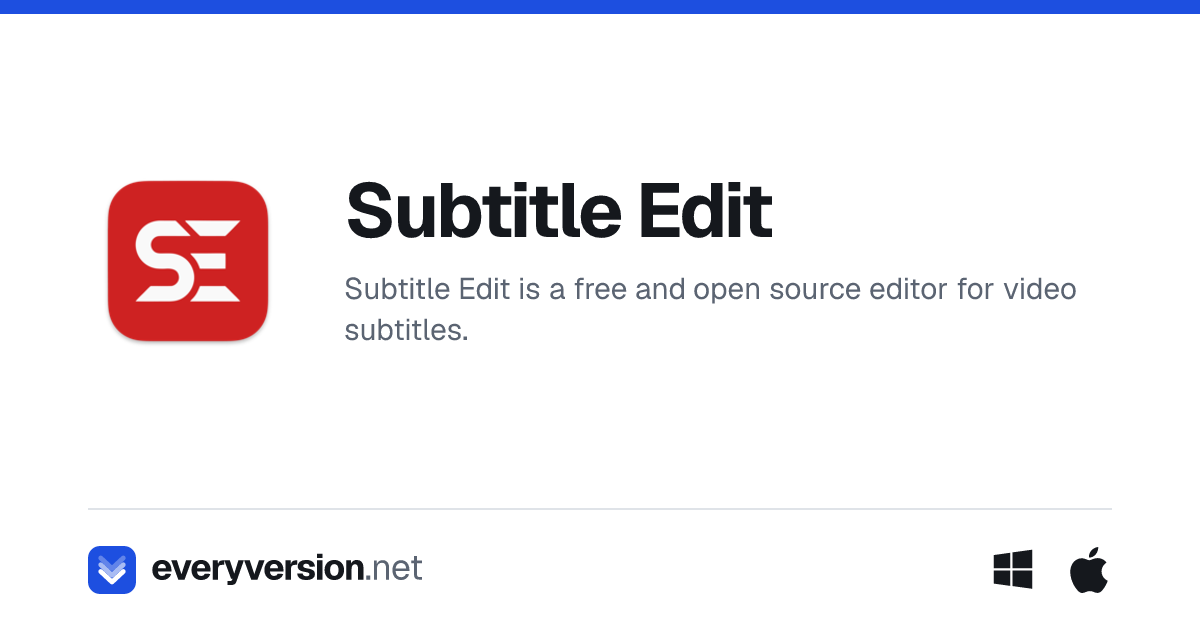 SE
Subtitle Edit
Subtitle Edit is a free and open source editor for video
subtitles.
everyversion.net